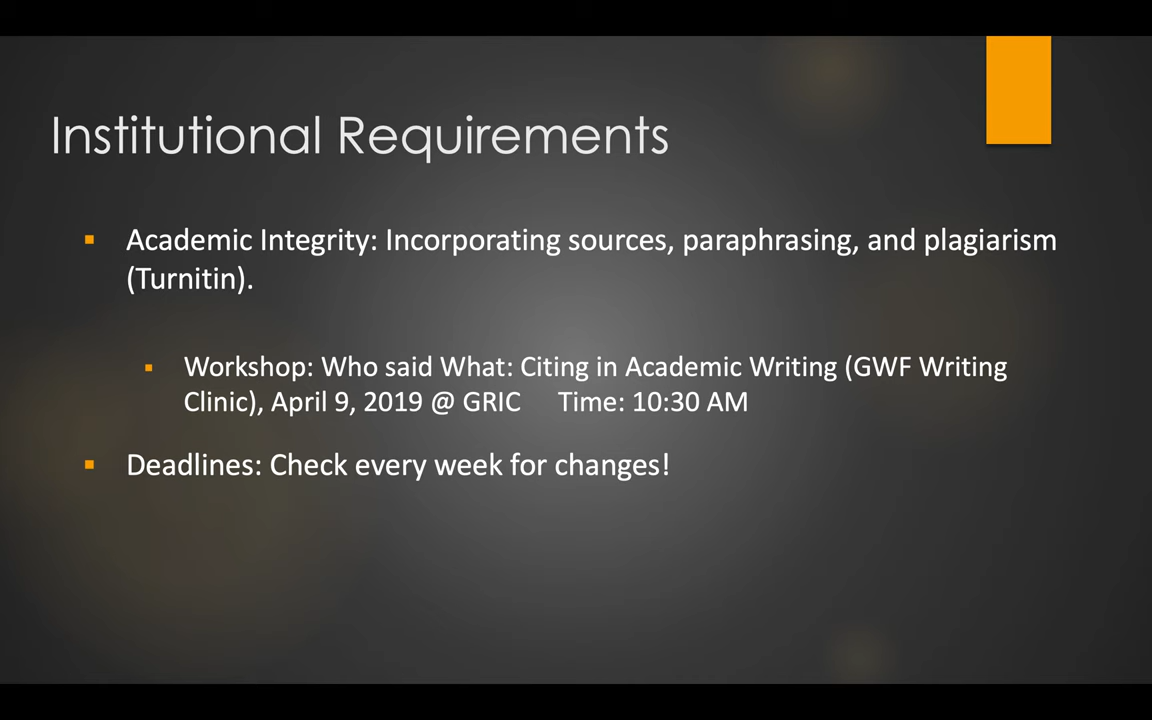 Institutional Requirements
Academic Integrity: Incorporating sources, paraphrasing, and plagiarism
(Turnitin).
Workshop: Who said What: Citing in Academic Writing (GWF Writing
Clinic), April 9, 2019 @ GRIC Time: 10:30 AM
Deadlines: Check every week for changes!